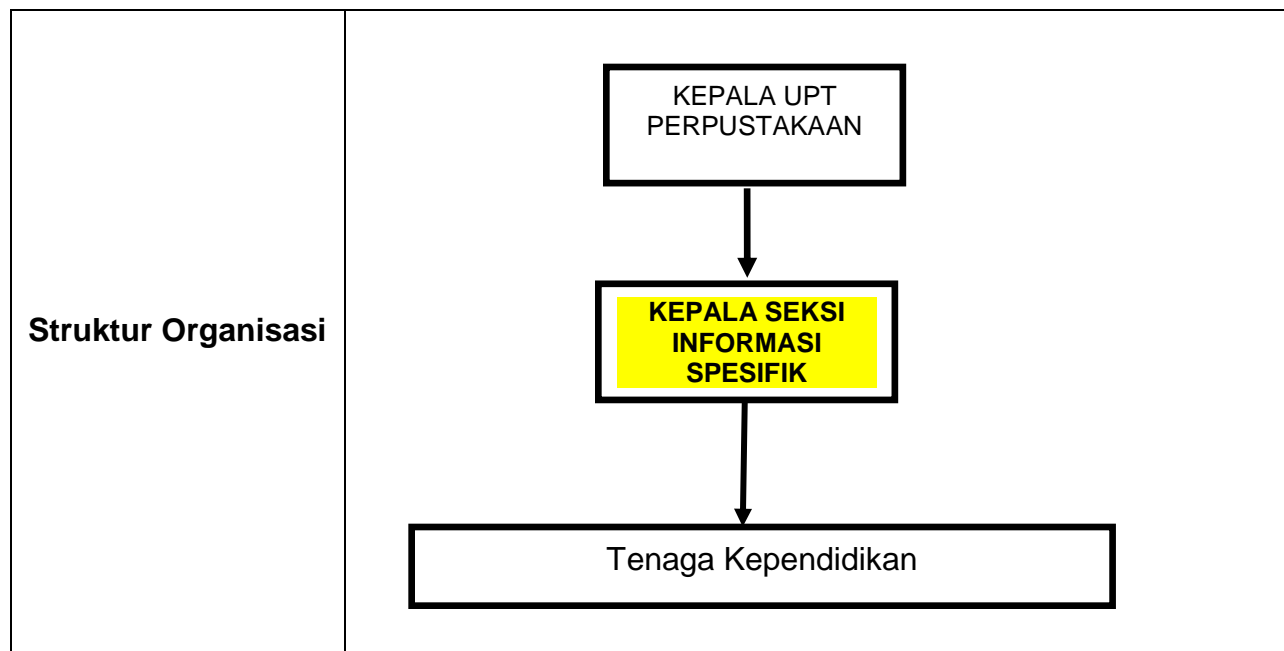 KEPALA UPT
PERPUSTAKAAN
Struktur Organisasi
KEPALA SEKSI
INFORMASI
SPESIFIK
Tenaga Kependidikan